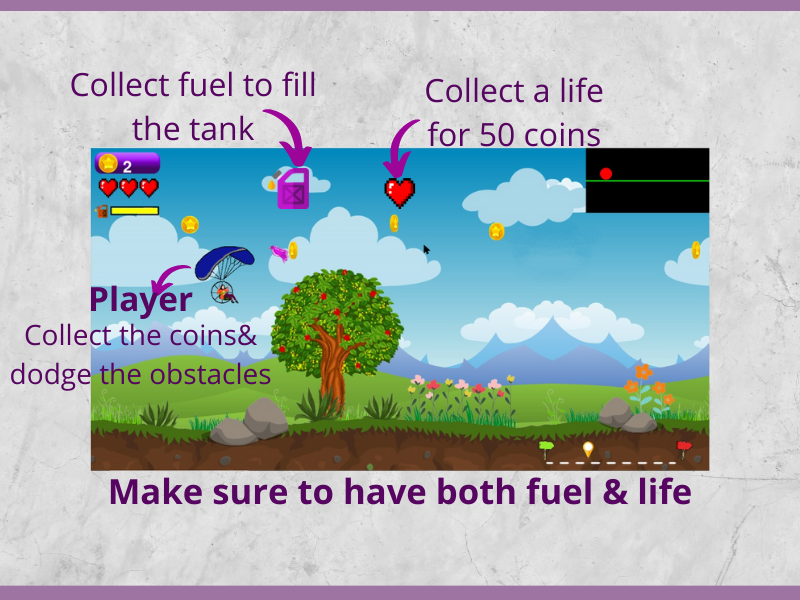 Collect fuel to fill
the tank
Collect a life
for 50 coins
2
Player
Collect the coins&
dodge the obstacles
Make sure to have both fuel & life